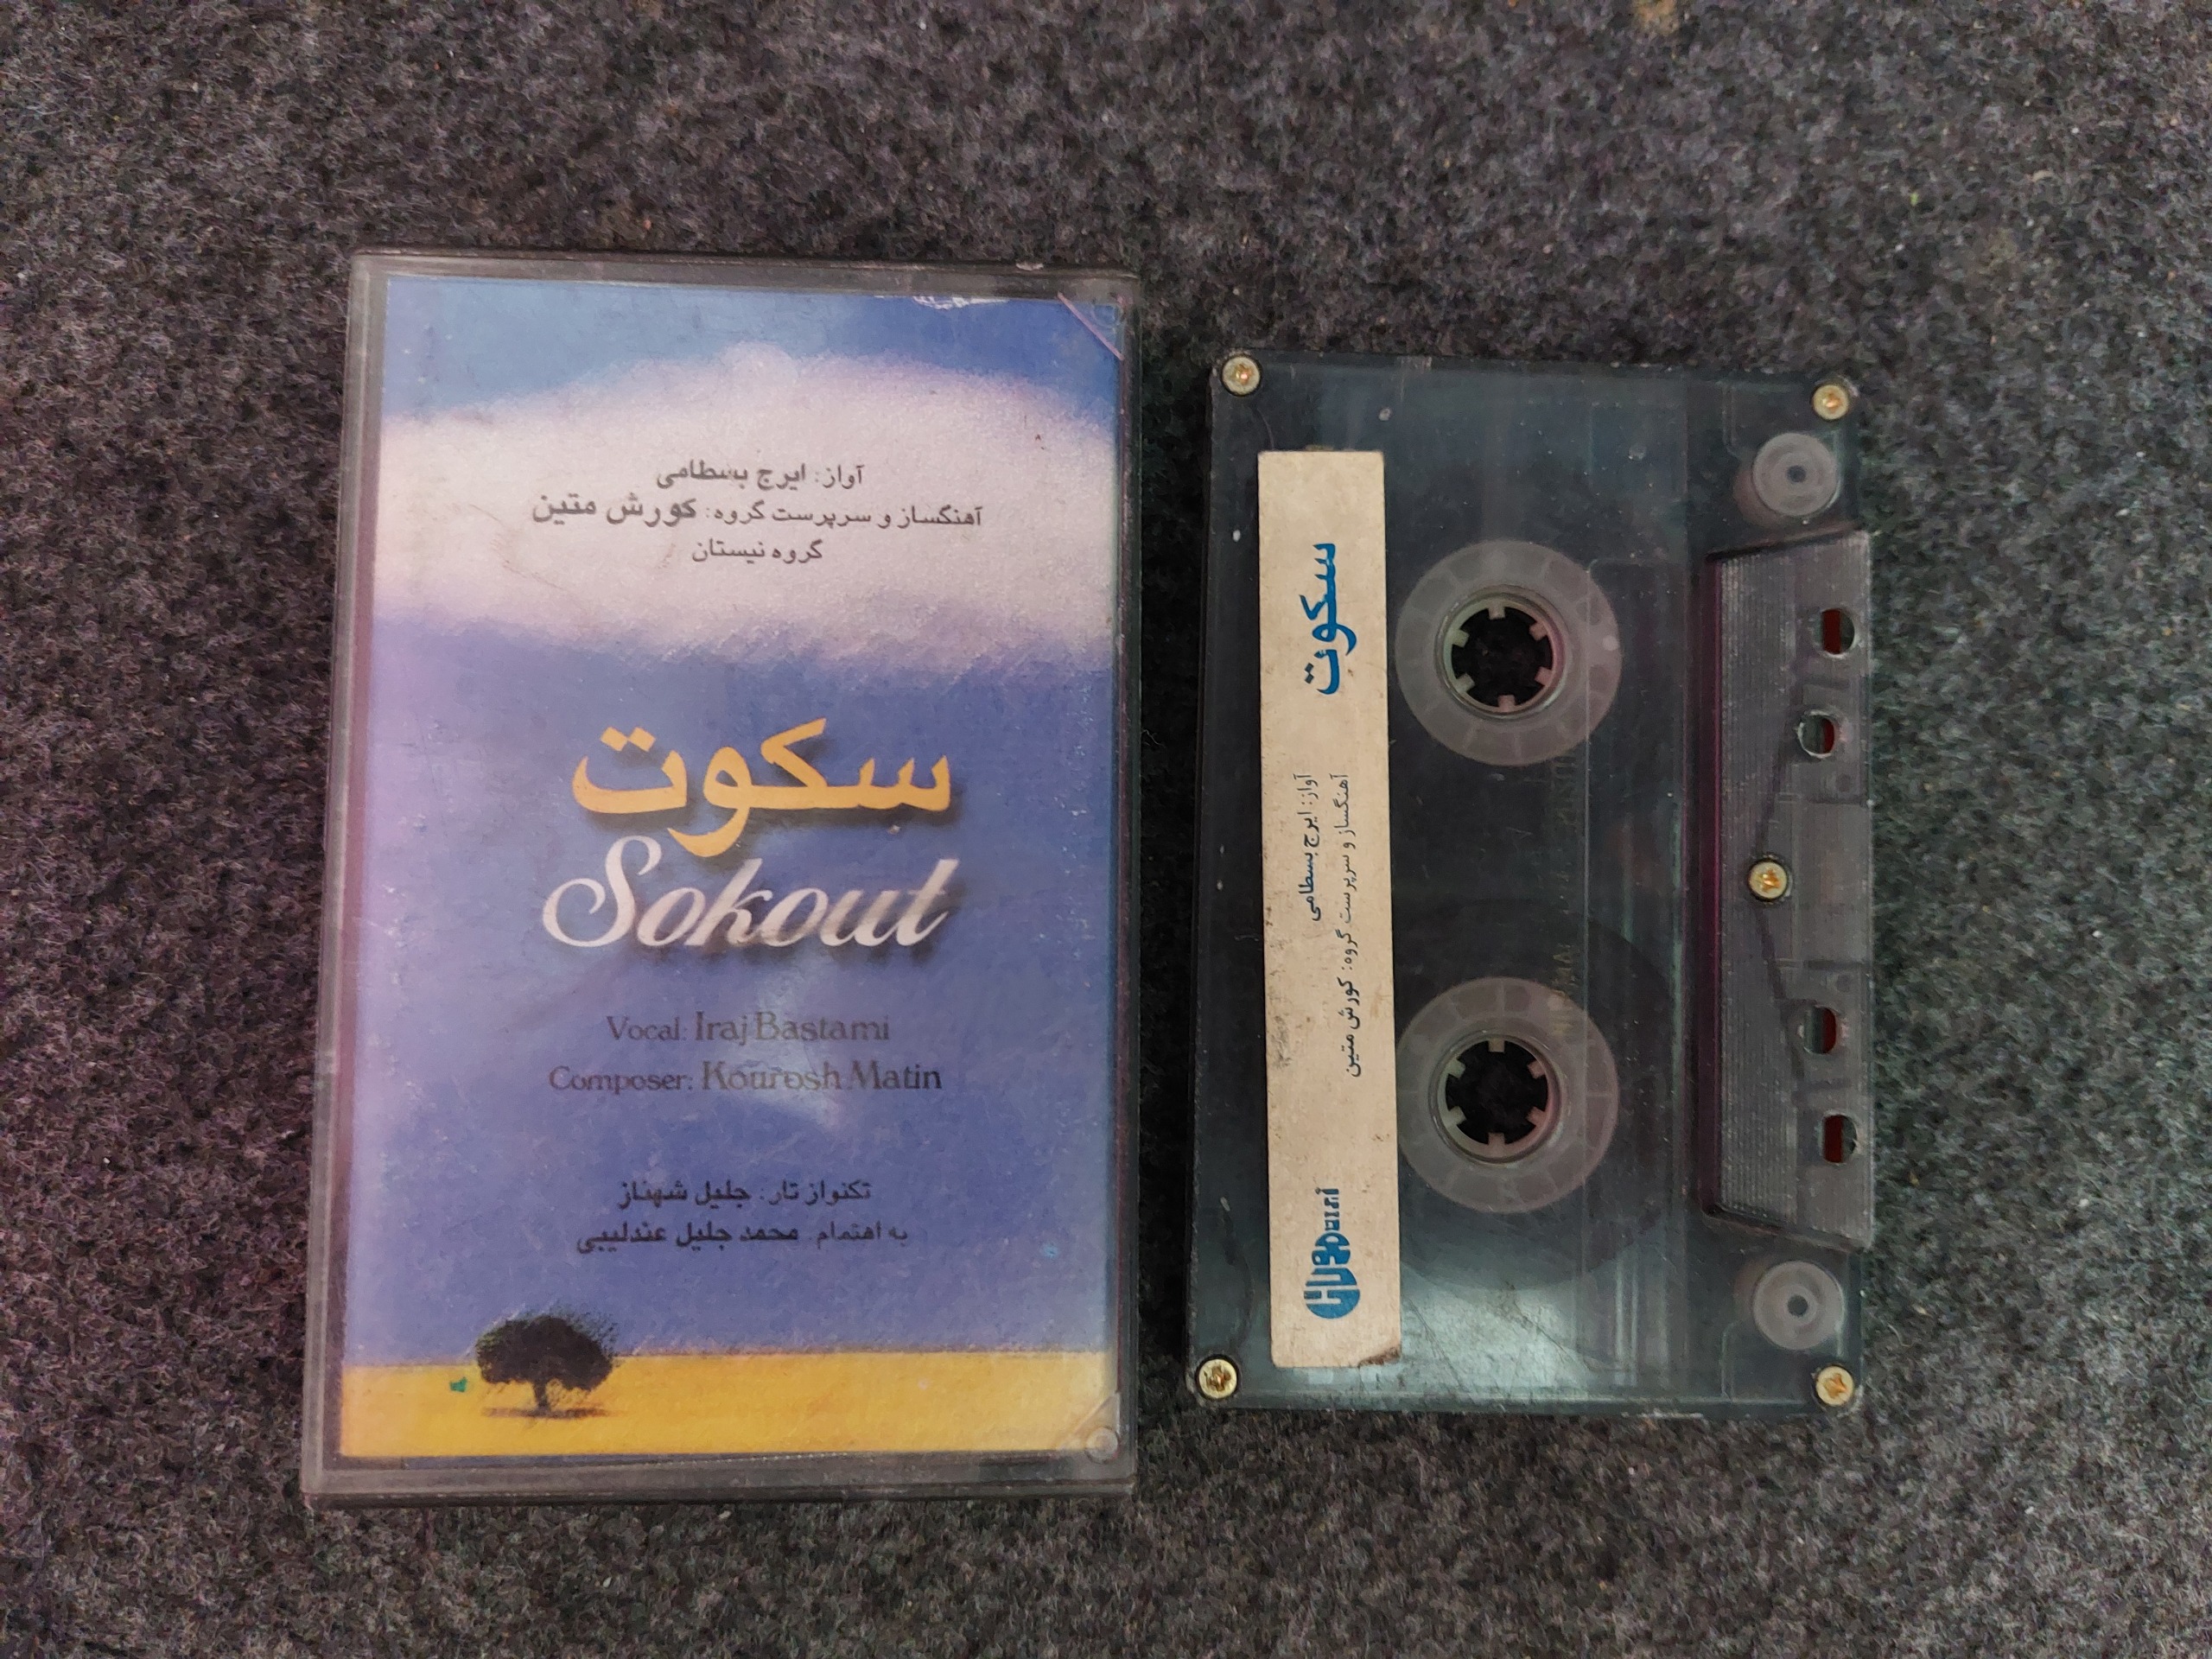 آواز: ایرج بسطامی
آهنگساز و سرپرست گروه: کورش متین
گروه نیستان
سکوت
Sokout
Vocal: Iraj Bastami
Composer: Kourosh Matin
تکنواز تار: جلیل شهناز
به اهتمام: محمد جلیل عندلیبی
سکوت
آواز: ایرج بسطامی
آهنگساز و سرپرست گروه: کورش متین